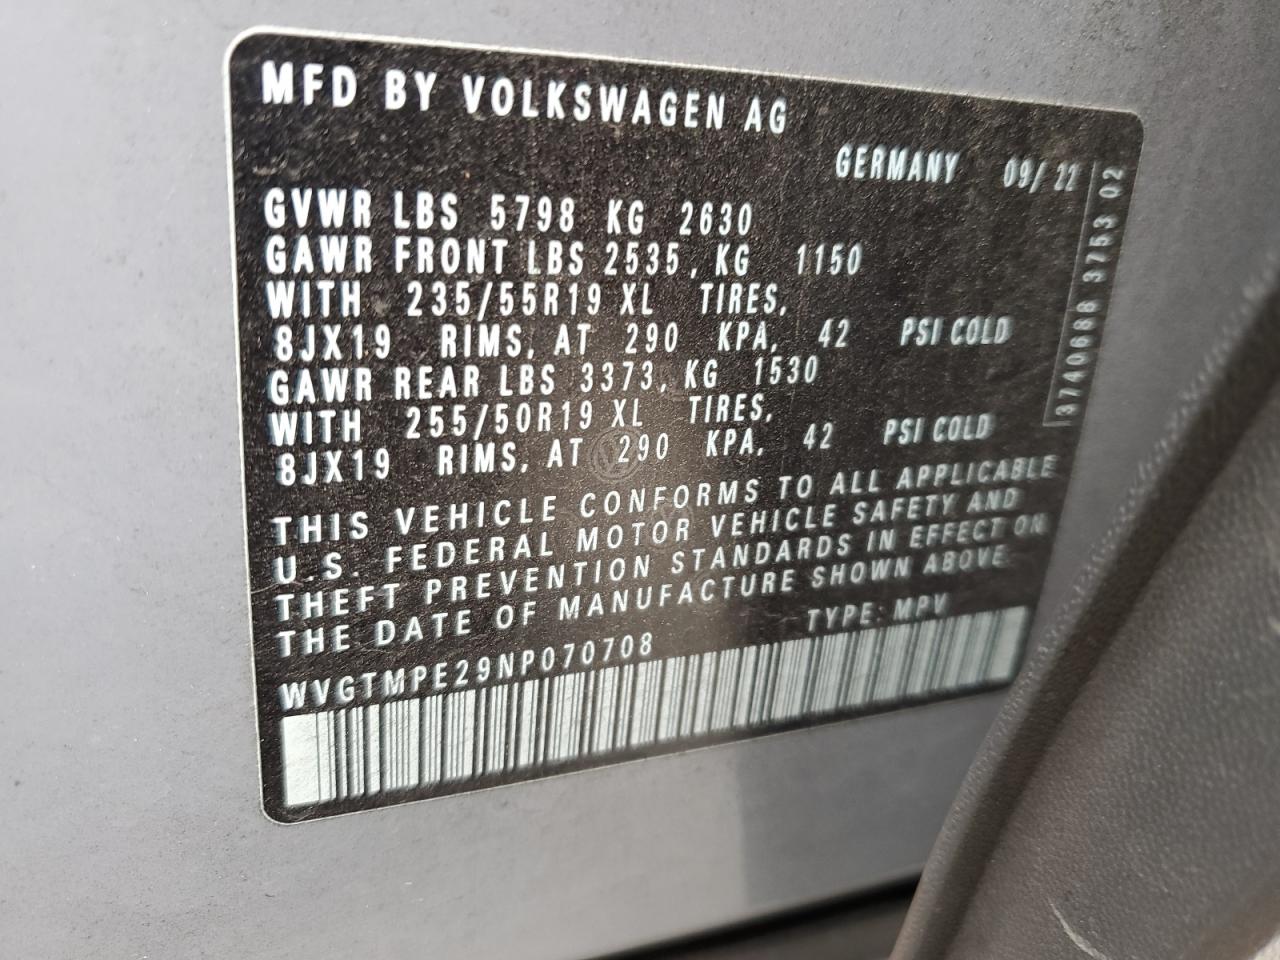 MFD BY VOLKSWAGEN AG
GERMANY 09/ 22
GVWR LBS 5798 KG 2630
GAWR FRONT LBS 2535, KG 1150
WITH 235/55R19 XL TIRES,
8JX19 RIMS, AT 290 KPA, 42 PSI COLD
GAWR REAR LBS 3373, KG 1530
WITH 255/50R19 XL TIRES,
8JX19 RIMS, AT 290 KPA, 42 PSI COLD
THIS VEHICLE CONFORMS TO ALL APPLICABLE
U.S. FEDERAL MOTOR VEHICLE SAFETY AND
THEFT PREVENTION STANDARDS IN EFFECT ON
THE DATE OF MANUFACTURE SHOWN ABOVE.
WVGTMPE29NP070708 TYPE: MPV
3740688 3753 02